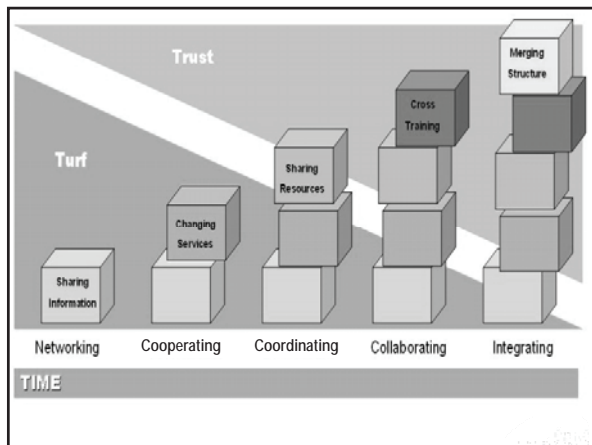 Trust
Merging
Structure
Cross
Training
Turf
Sharing
Resources
Changing
Services
Sharing
Information
Networking
Cooperating
Coordinating
Collaborating
Integrating
TIME